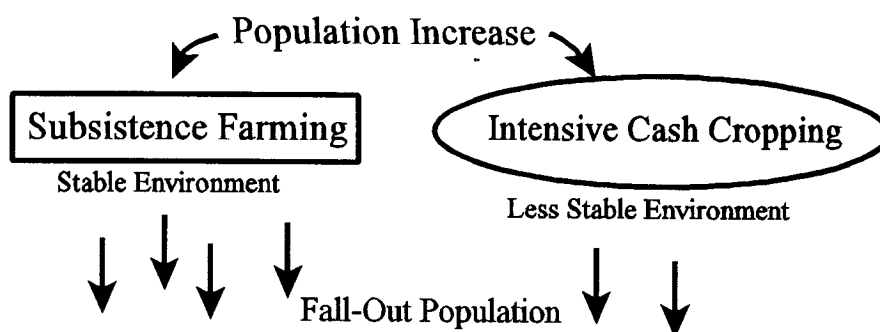 Population Increase
Subsistence Farming
Intensive Cash Cropping
Stable Environment
Less Stable Environment
Fall-Out Population